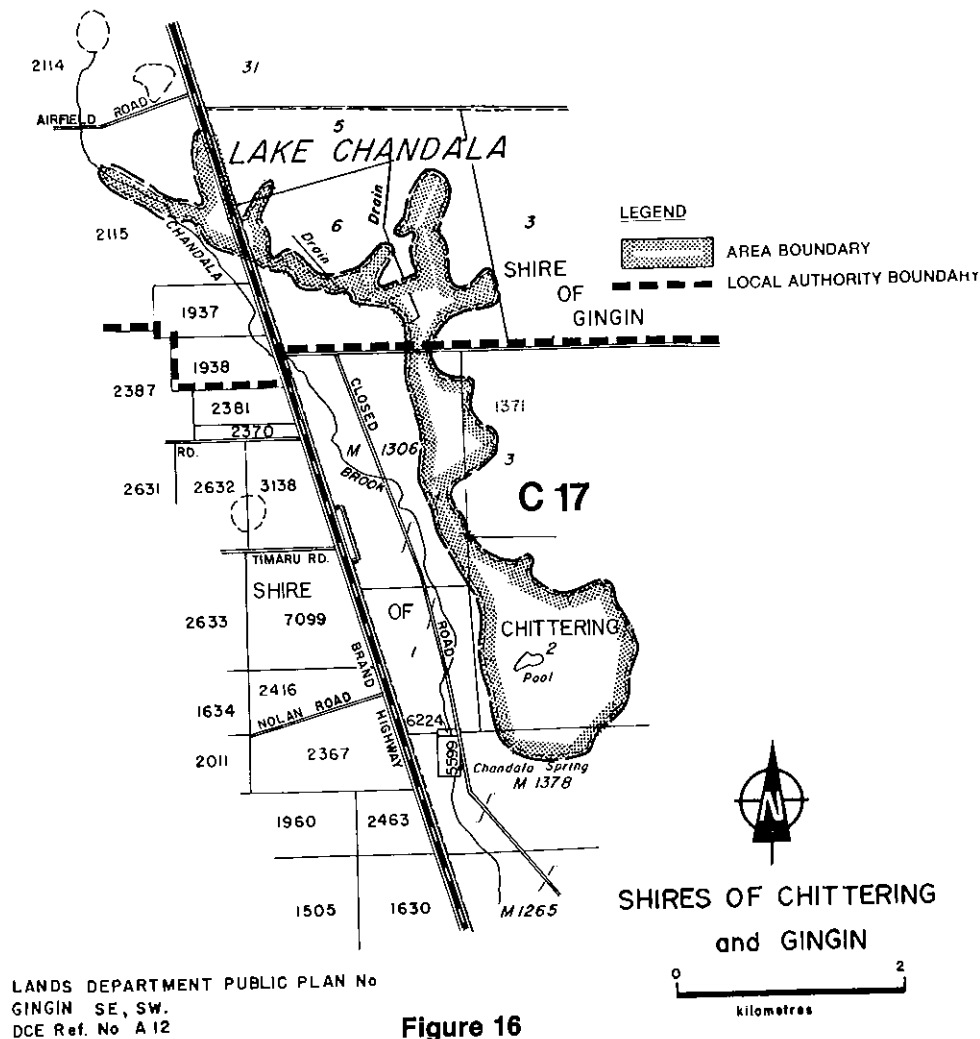 2114
31
AIRFIELD ROAD
5
LAKE CHANDALA
Drain
6
3
LEGEND
2115
CHANDALA
Drain
AREA BOUNDARY
SHIRE
OF
GINGIN
LOCAL AUTHORITY BOUNDARY
1937
1938
2387
2381
CLOSED
1371
2370
M 1306
RD.
BROOK
3
2631
2632
3138
C 17
TIMARU RD.
SHIRE
OF
CHITTERING
2633
7099
ROAD
1
2
Pool
BRAND
HIGHWAY
2416
1634
NOLAN ROAD
6224
2011
2367
5599
Chandala Spring
M 1378
N
1960
2463
1505
1630
M 1265
SHIRES OF CHITTERING
and GINGIN
0 2
kilometres
LANDS DEPARTMENT PUBLIC PLAN No
GINGIN SE, SW.
DCE Ref. No A 12
Figure 16